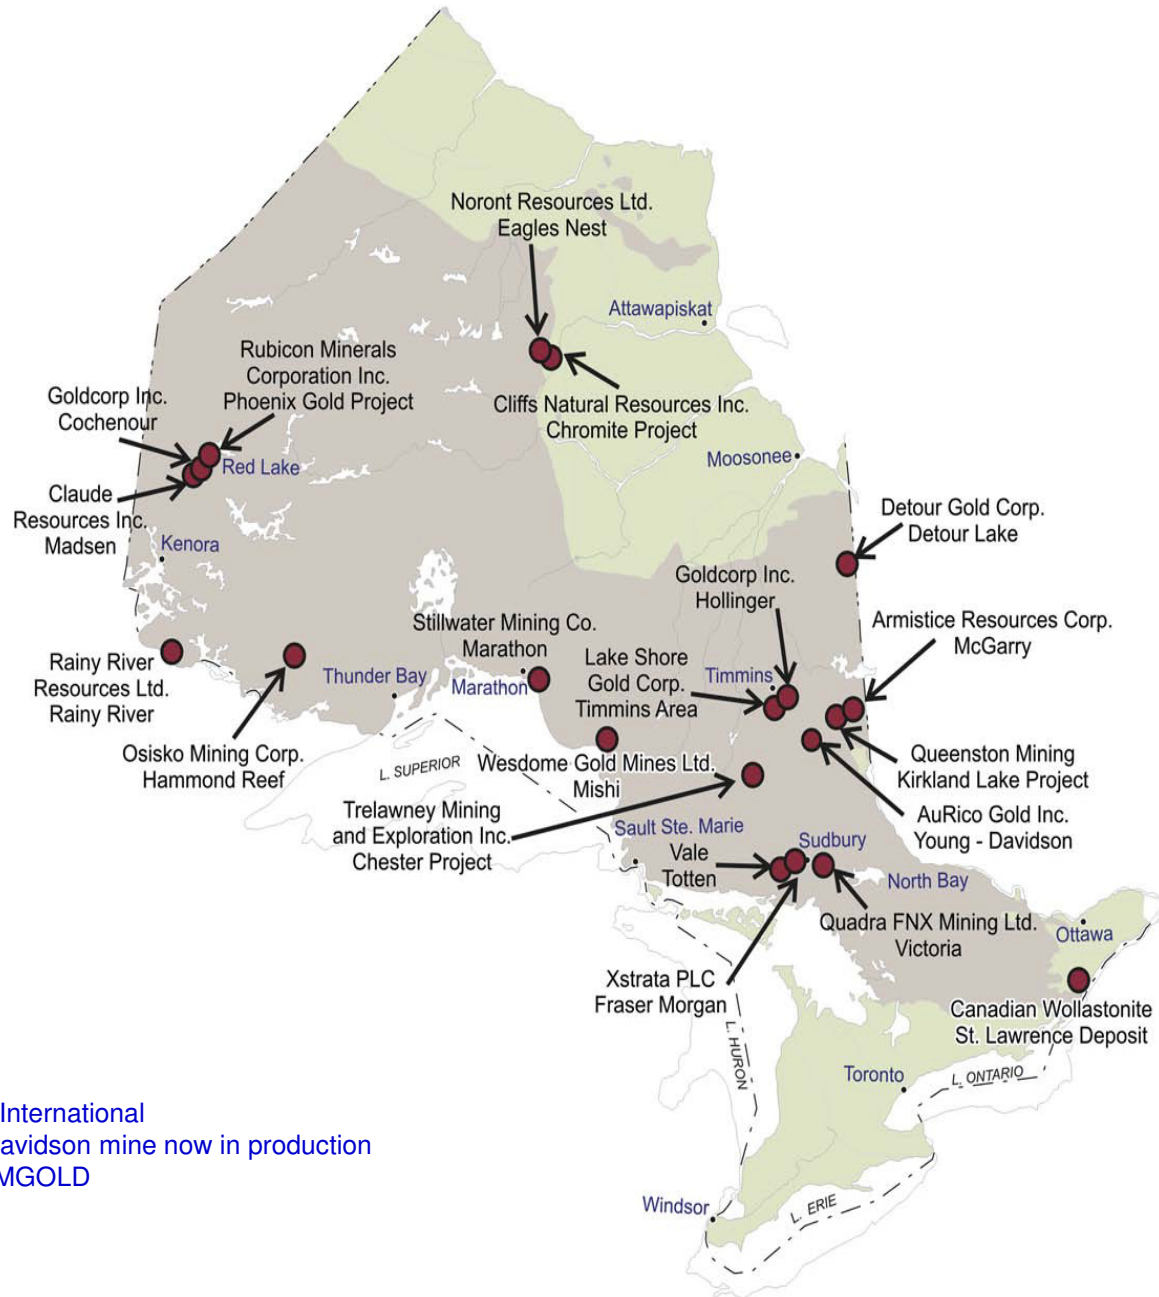 Noront Resources Ltd.
Eagles Nest
Attawapiskat
Rubicon Minerals
Corporation Inc.
Phoenix Gold Project
Goldcorp Inc.
Cochenour
Cliffs Natural Resources Inc.
Chromite Project
Moosonee
Red Lake
Claude
Resources Inc.
Madsen
Kenora
Detour Gold Corp.
Detour Lake
Goldcorp Inc.
Hollinger
Stillwater Mining Co.
Marathon
Armistice Resources Corp.
McGarry
Lake Shore
Gold Corp.
Timmins Area
Timmins
Rainy River
Resources Ltd.
Rainy River
Thunder Bay
Marathon
Osisko Mining Corp.
Hammond Reef
L. SUPERIOR
Wesdome Gold Mines Ltd.
Mishi
Queenston Mining
Kirkland Lake Project
Trelawney Mining
and Exploration Inc.
Chester Project
AuRico Gold Inc.
Young - Davidson
Sault Ste. Marie
Vale
Totten
Sudbury
North Bay
Quadra FNX Mining Ltd.
Victoria
Ottawa
Xstrata PLC
Fraser Morgan
Canadian Wollastonite
St. Lawrence Deposit
L. HURON
Toronto
L. ONTARIO
International
avidson mine now in production
MGOLD
Windsor
L. ERIE